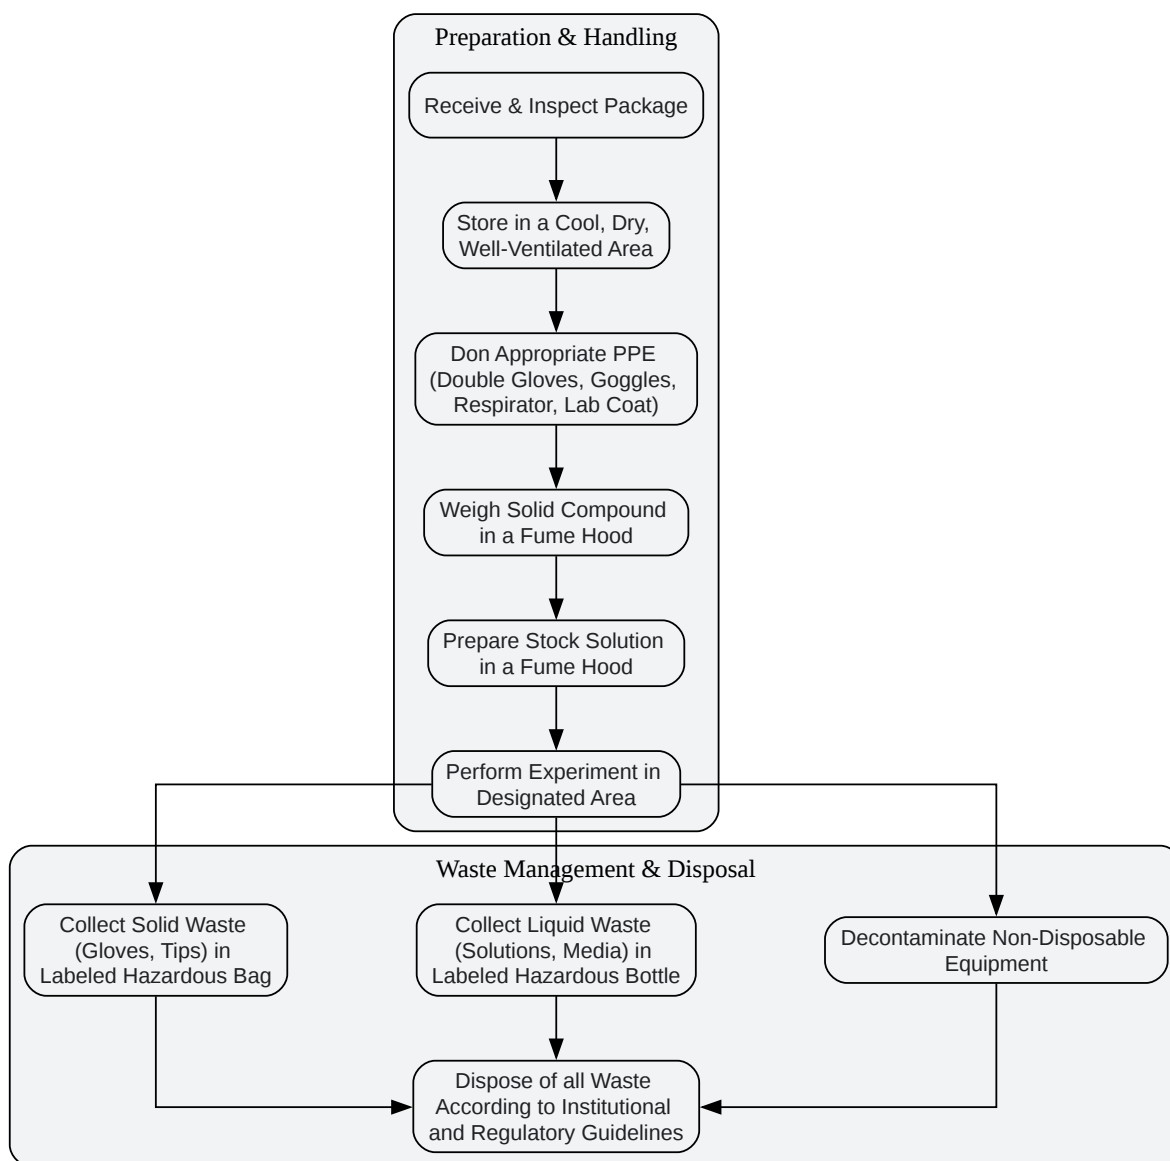 Preparation & Handling
Receive & Inspect Package
Store in a Cool, Dry,
Well-Ventilated Area
Don Appropriate PPE
(Double Gloves, Goggles,
Respirator, Lab Coat)
Weigh Solid Compound
in a Fume Hood
Prepare Stock Solution
in a Fume Hood
Perform Experiment in
Designated Area
Waste Management & Disposal
Collect Solid Waste
(Gloves, Tips) in
Labeled Hazardous Bag
Collect Liquid Waste
(Solutions, Media) in
Labeled Hazardous Bottle
Decontaminate Non-Disposable
Equipment
Dispose of all Waste
According to Institutional
and Regulatory Guidelines